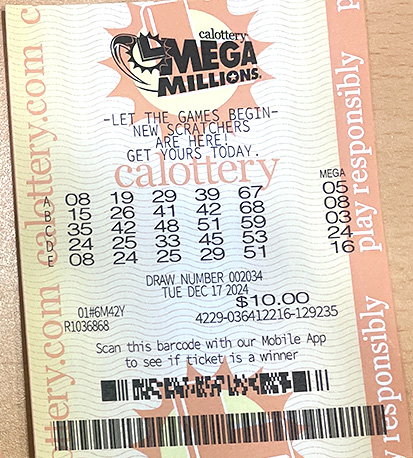 calottery
MEGA
MILLIONS
-LET THE GAMES BEGIN-
NEW SCRATCHERS
ARE HERE!
GET YOURS TODAY.
calottery
MEGA
A 08 19 29 39 67 05
B 15 26 41 42 68 08
C 35 42 48 51 59 03
D 24 25 33 45 53 24
E 08 24 25 29 51 16
DRAW NUMBER 002034
TUE DEC 17 2024
$10.00
01#6M42Y
R1036868
4229-036412216-129235
Scan this barcode with our Mobile App
to see if ticket is a winner
calottery.com calottery.com
play responsibly
play responsibly